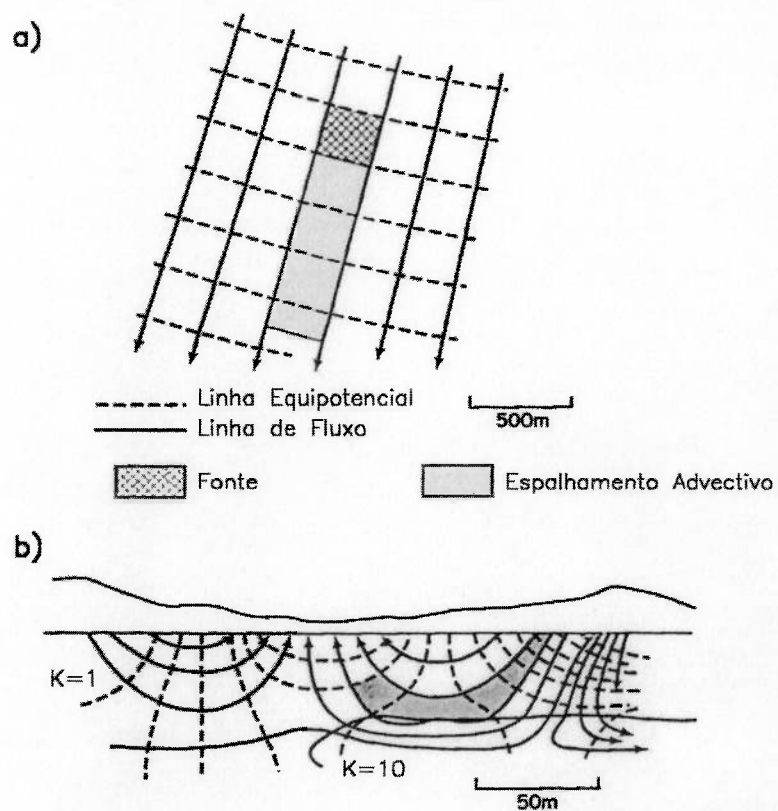 a)
Linha Equipotencial
Linha de Fluxo
500m
Fonte
Espalhamento Advectivo
b)
K=1
K=10
50m